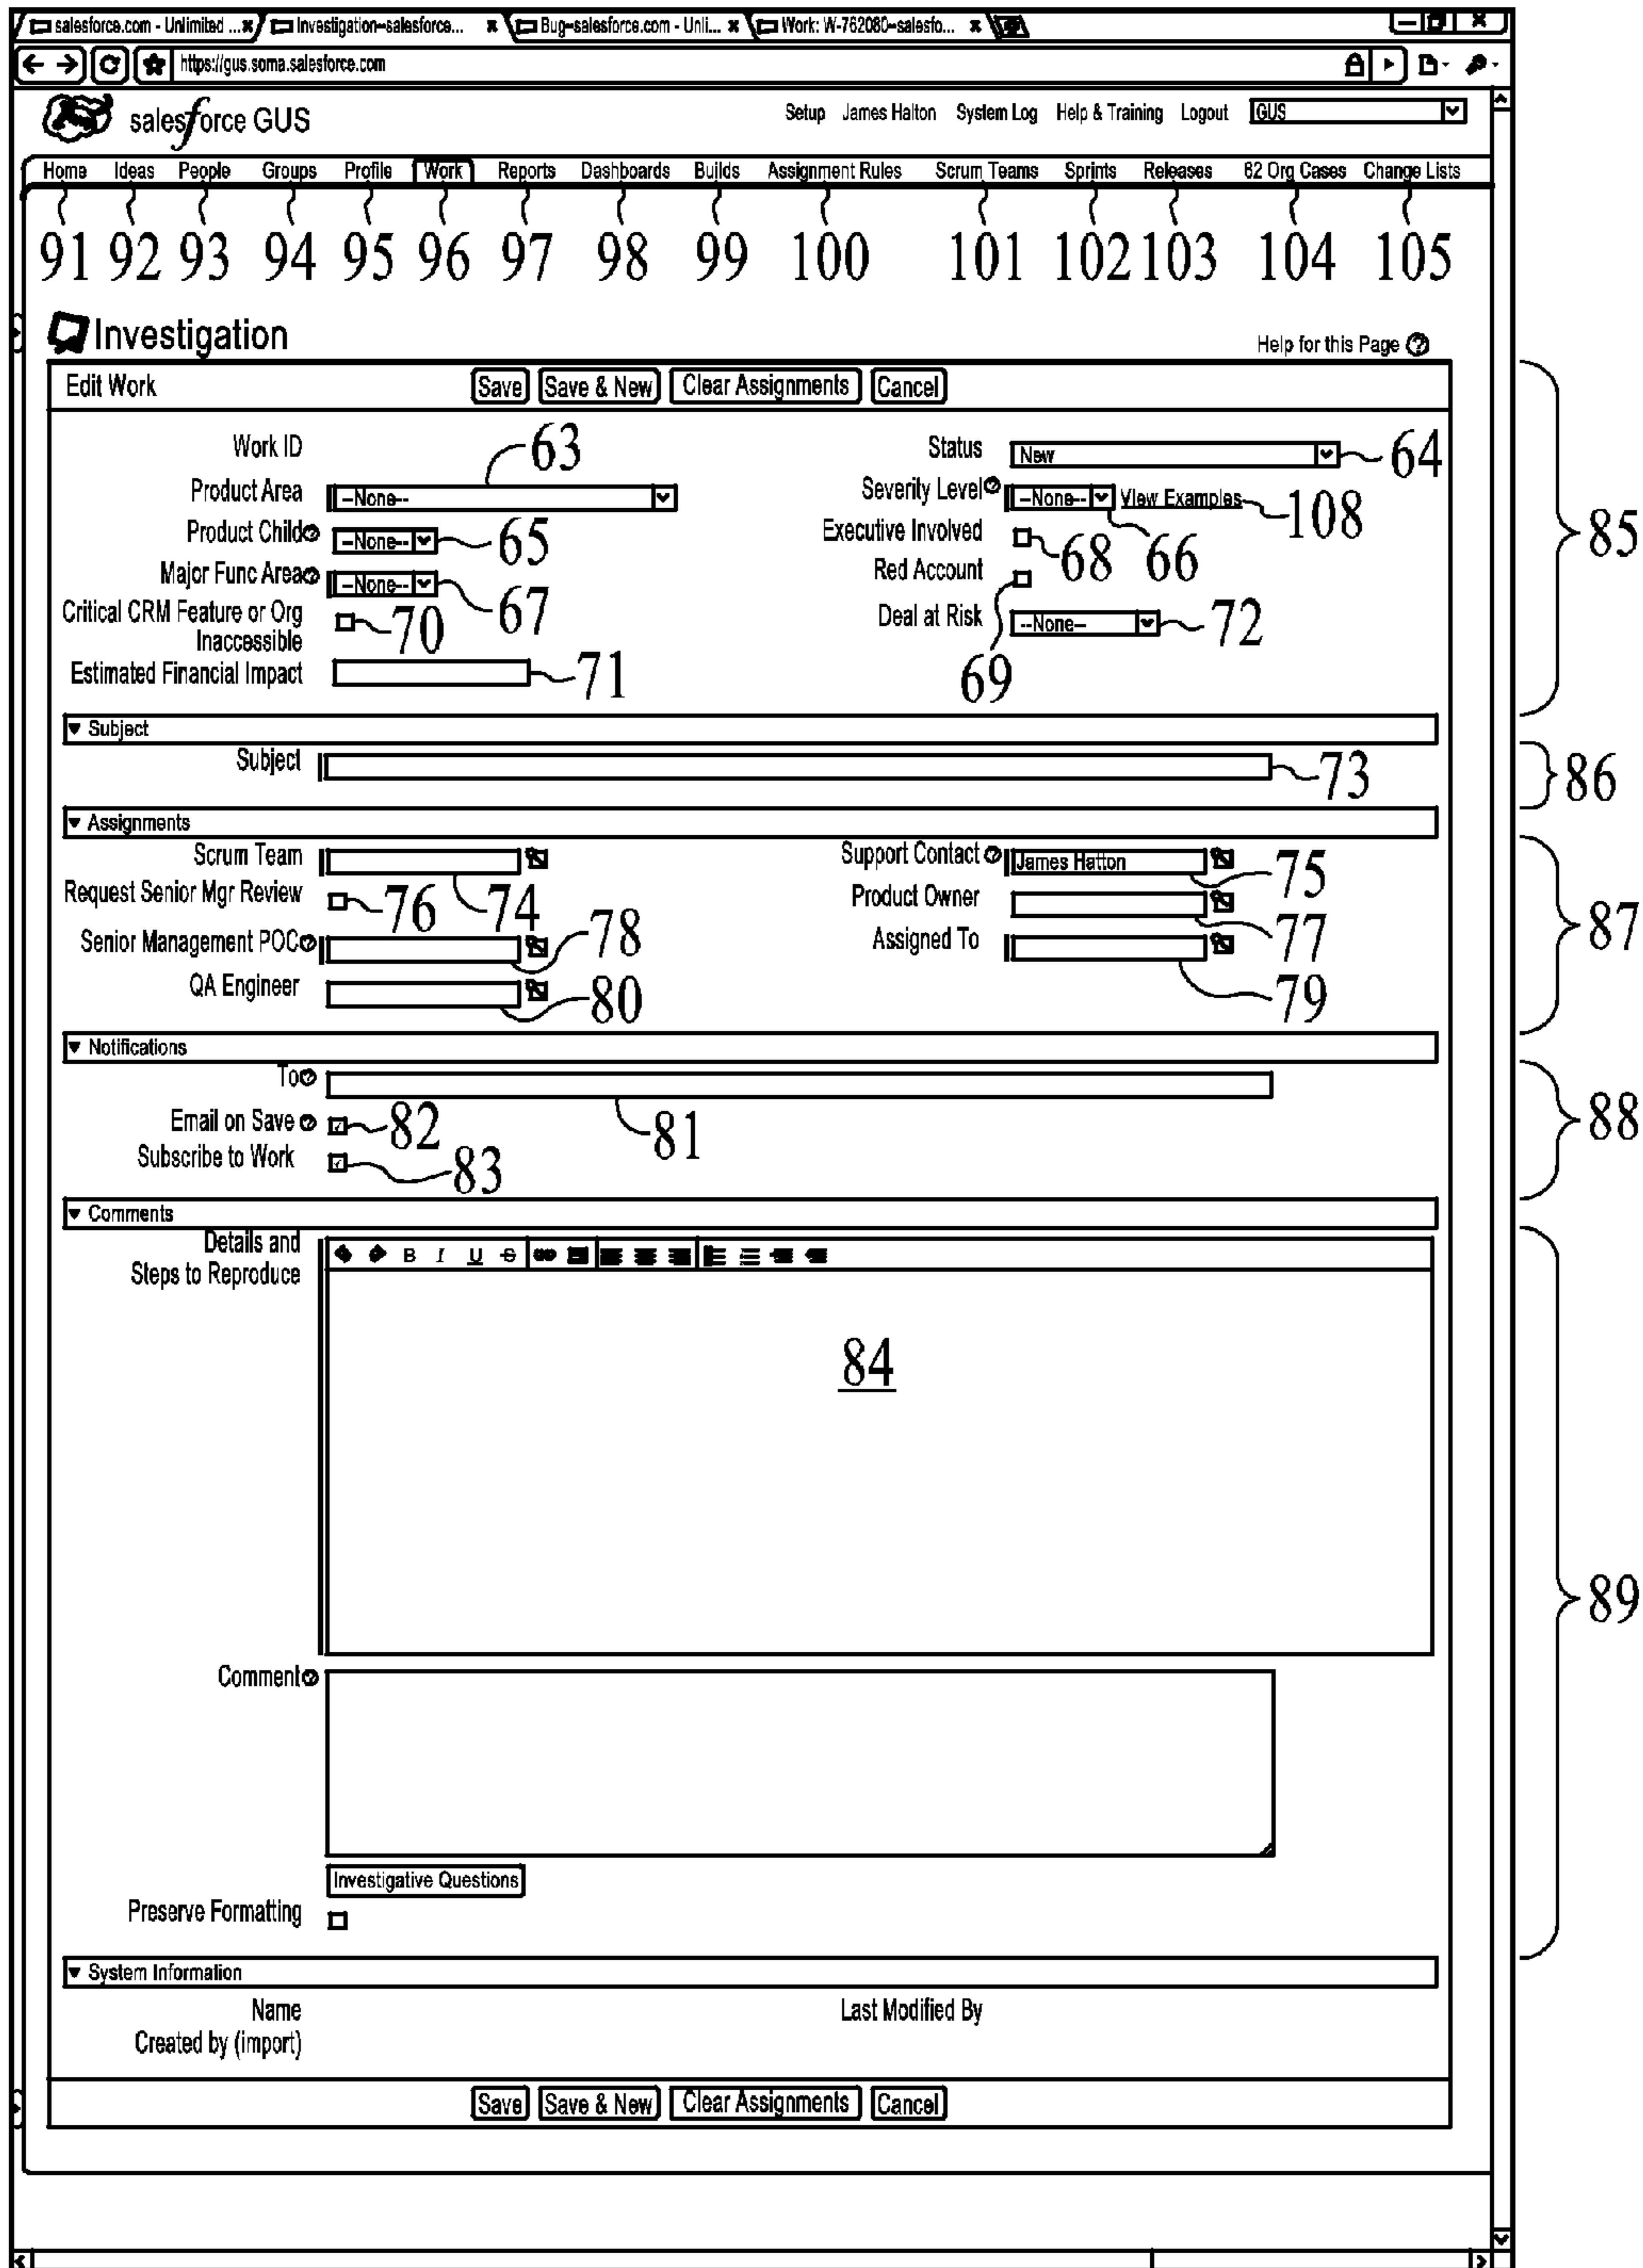 salesforce.com - Unlimited ... Investigation~salesforce... Bug~salesforce.com - Unli... Work: W-762080~salesfo...
https://gus.soma.salesforce.com
salesforce GUS Setup James Halton System Log Help & Training Logout GUS
Home Ideas People Groups Profile Work Reports Dashboards Builds Assignment Rules Scrum Teams Sprints Releases 62 Org Cases Change Lists
91 92 93 94 95 96 97 98 99 100 101 102 103 104 105
Investigation Help for this Page ?
Edit Work Save Save & New Clear Assignments Cancel 85
Work ID 63 Status New 64
Product Area --None-- Severity Level ? --None-- View Examples 108
Product Child ? --None-- 65 Executive Involved 68 66
Major Func Area ? --None-- 67 Red Account 69
Critical CRM Feature or Org Inaccessible 70 Deal at Risk --None-- 72
Estimated Financial Impact 71
Subject
Subject 73 86
Assignments
Scrum Team 74 Support Contact ? James Hatton 75
Request Senior Mgr Review 76 Product Owner 77 87
Senior Management POC ? 78 Assigned To 79
QA Engineer 80
Notifications
To ? 81 88
Email on Save ? 82
Subscribe to Work 83
Comments
Details and Steps to Reproduce B I U S
84
89
Comment ?
Investigative Questions
Preserve Formatting
System Information
Name Last Modified By
Created by (import)
Save Save & New Clear Assignments Cancel